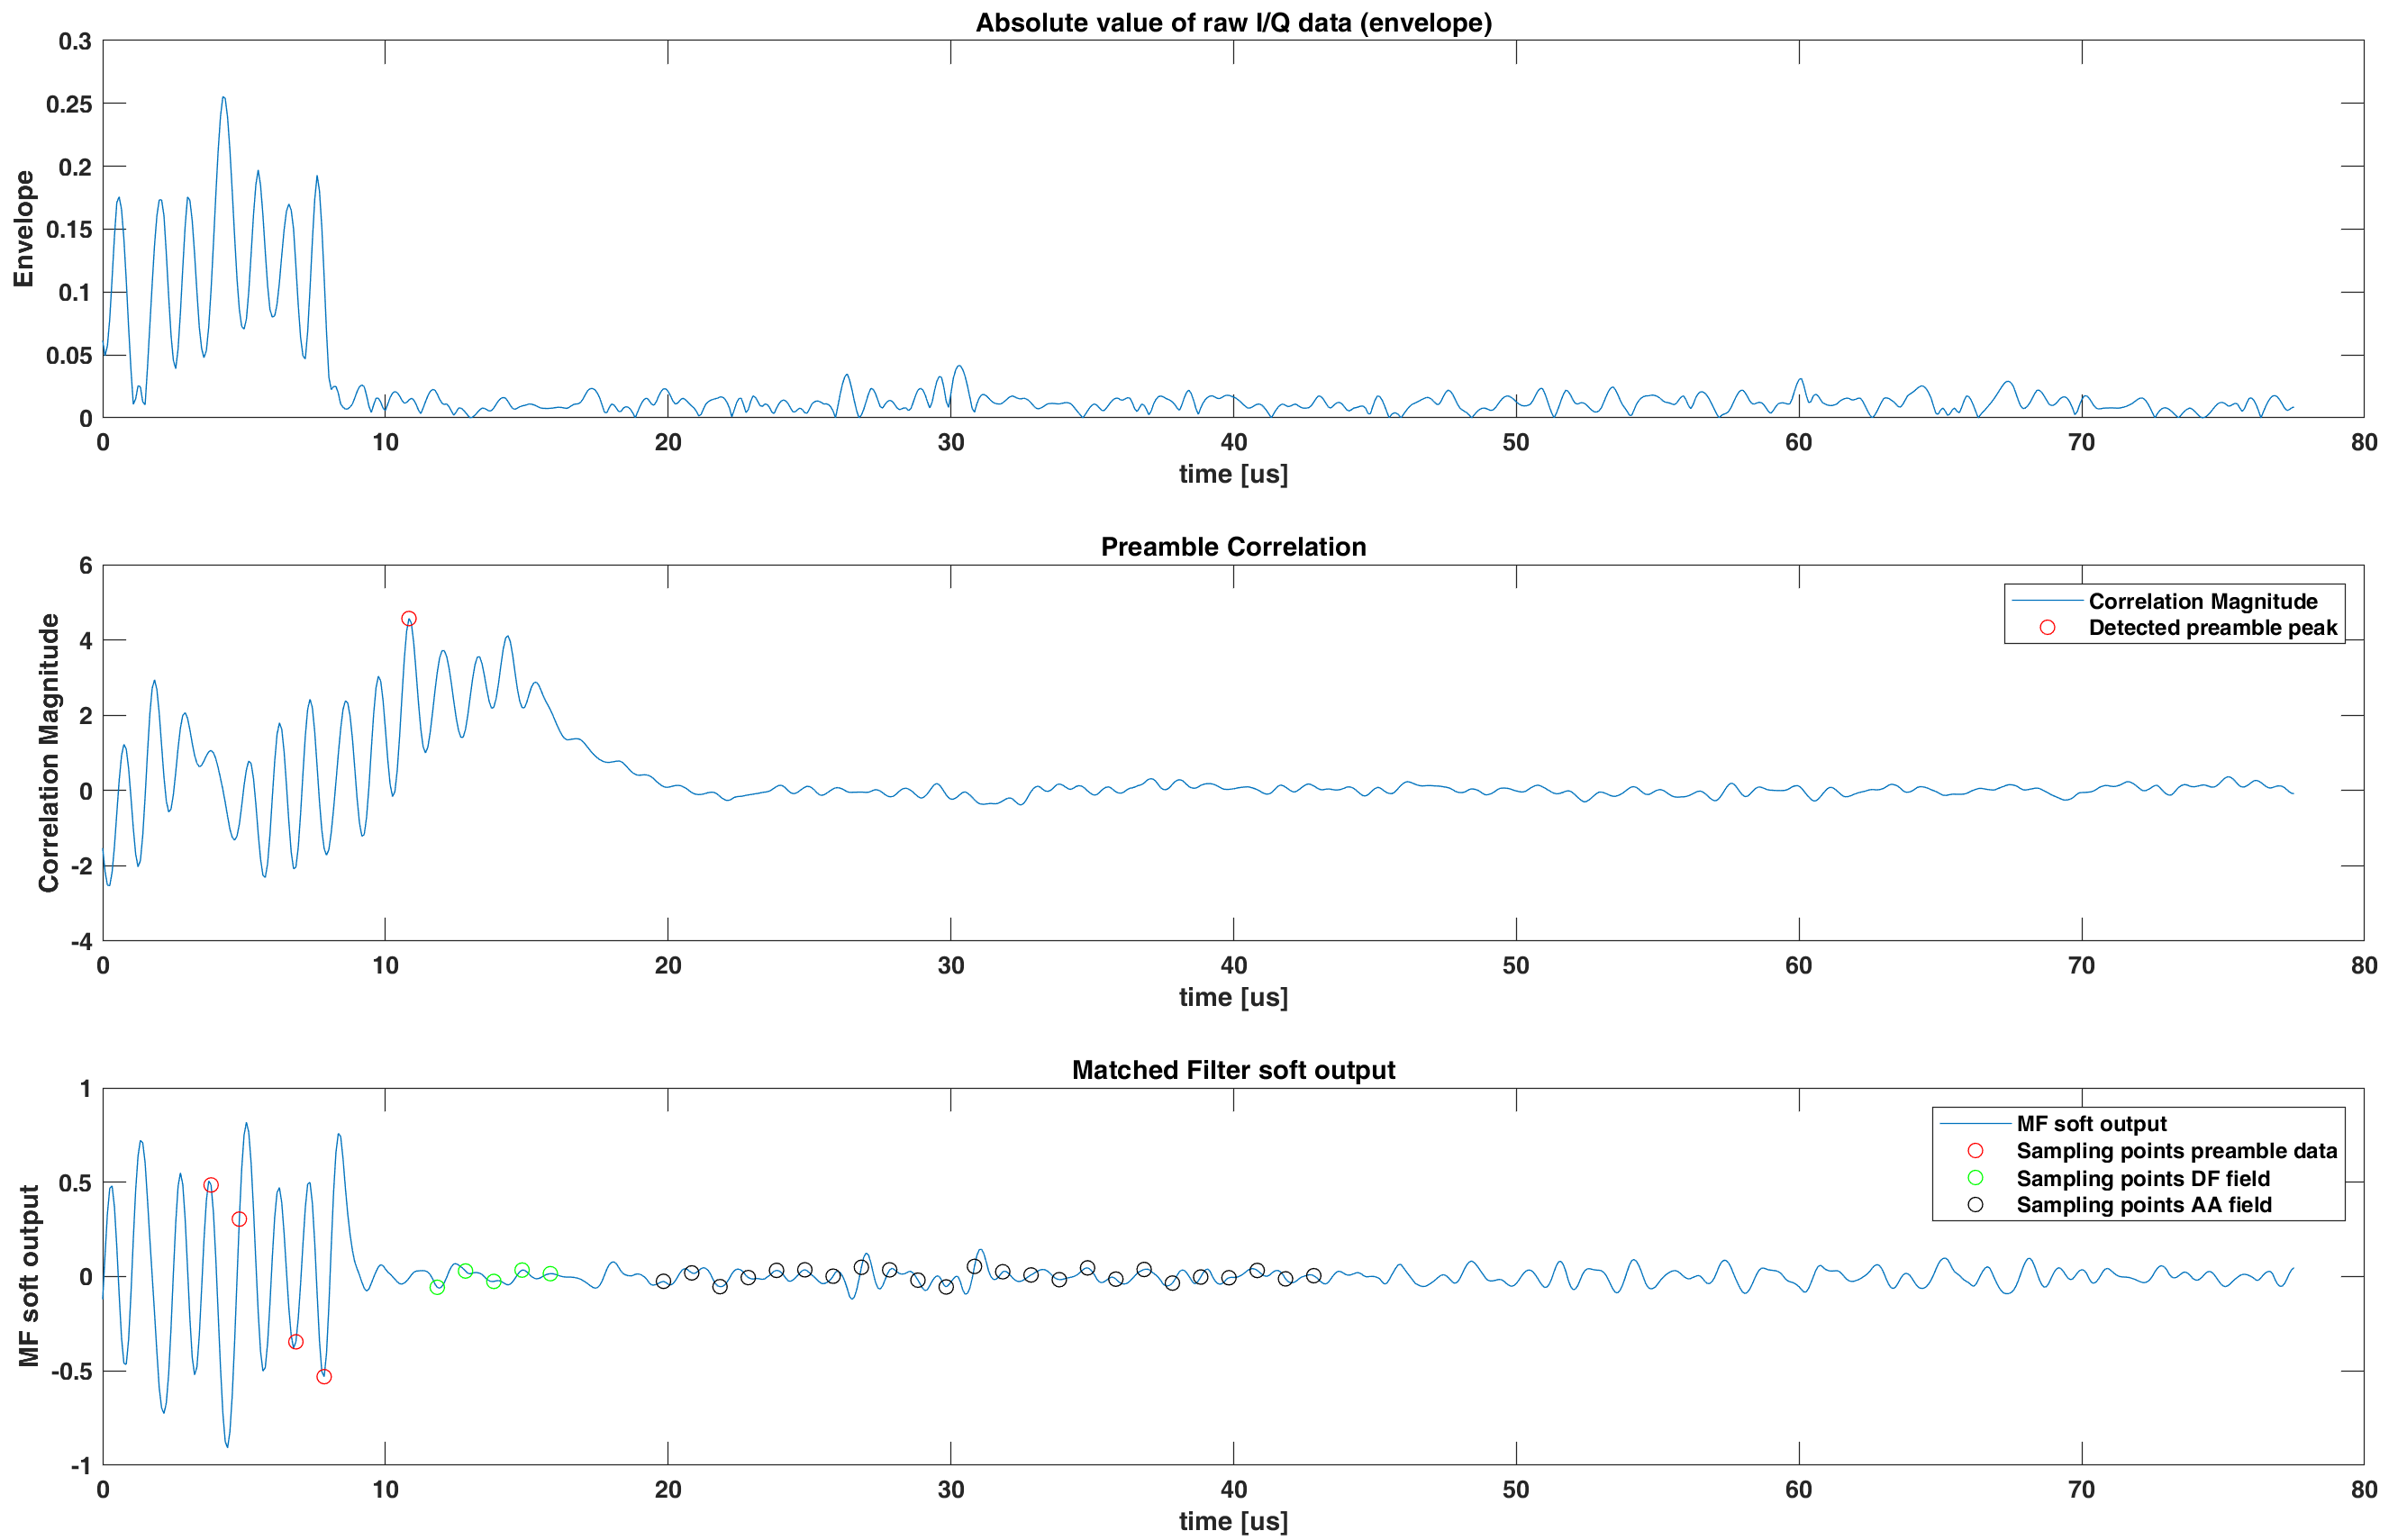 Absolute value of raw I/Q data (envelope)
0.3
0.25
0.2
0.15
0.1
0.05
0
Envelope
0 10 20 30 40 50 60 70 80
time [us]
Preamble Correlation
6
4
2
0
-2
-4
Correlation Magnitude
Correlation Magnitude
Detected preamble peak
0 10 20 30 40 50 60 70 80
time [us]
Matched Filter soft output
1
0.5
0
-0.5
-1
MF soft output
MF soft output
Sampling points preamble data
Sampling points DF field
Sampling points AA field
0 10 20 30 40 50 60 70 80
time [us]